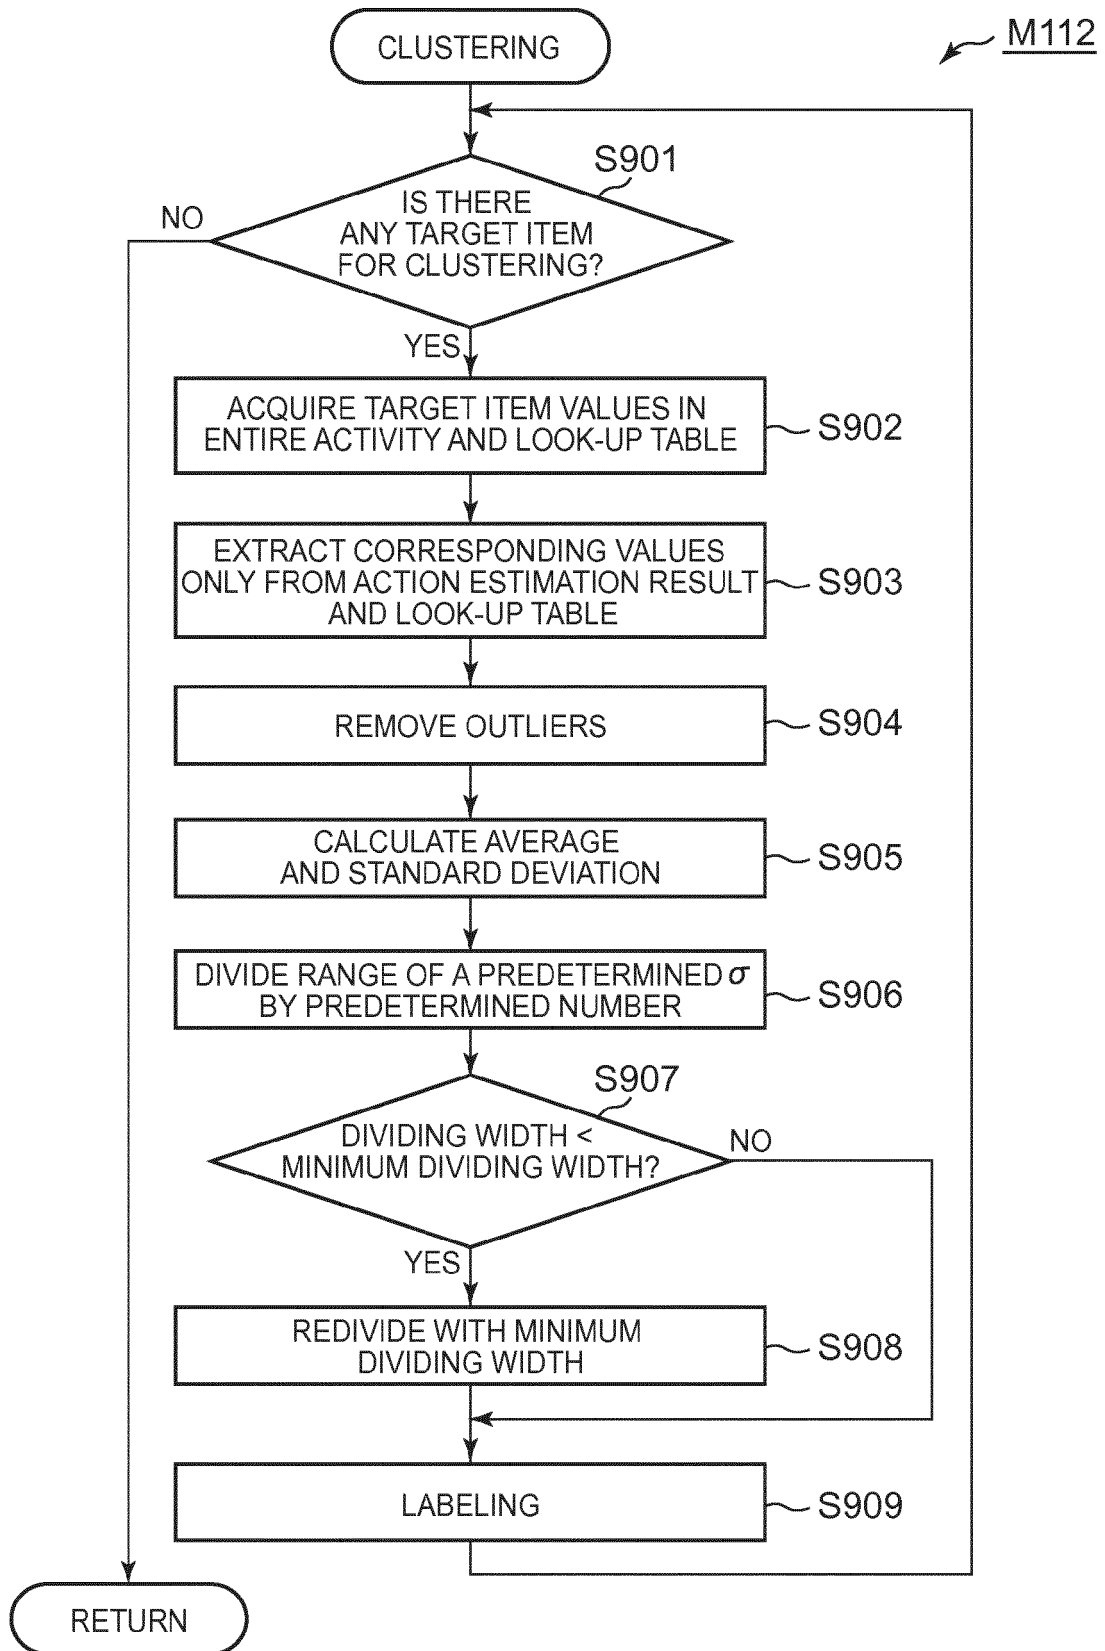 CLUSTERING
M112
S901
IS THERE
ANY TARGET ITEM
FOR CLUSTERING?
NO
YES
ACQUIRE TARGET ITEM VALUES IN
ENTIRE ACTIVITY AND LOOK-UP TABLE
S902
EXTRACT CORRESPONDING VALUES
ONLY FROM ACTION ESTIMATION RESULT
AND LOOK-UP TABLE
S903
REMOVE OUTLIERS
S904
CALCULATE AVERAGE
AND STANDARD DEVIATION
S905
DIVIDE RANGE OF A PREDETERMINED σ
BY PREDETERMINED NUMBER
S906
S907
DIVIDING WIDTH <
MINIMUM DIVIDING WIDTH?
NO
YES
REDIVIDE WITH MINIMUM
DIVIDING WIDTH
S908
LABELING
S909
RETURN